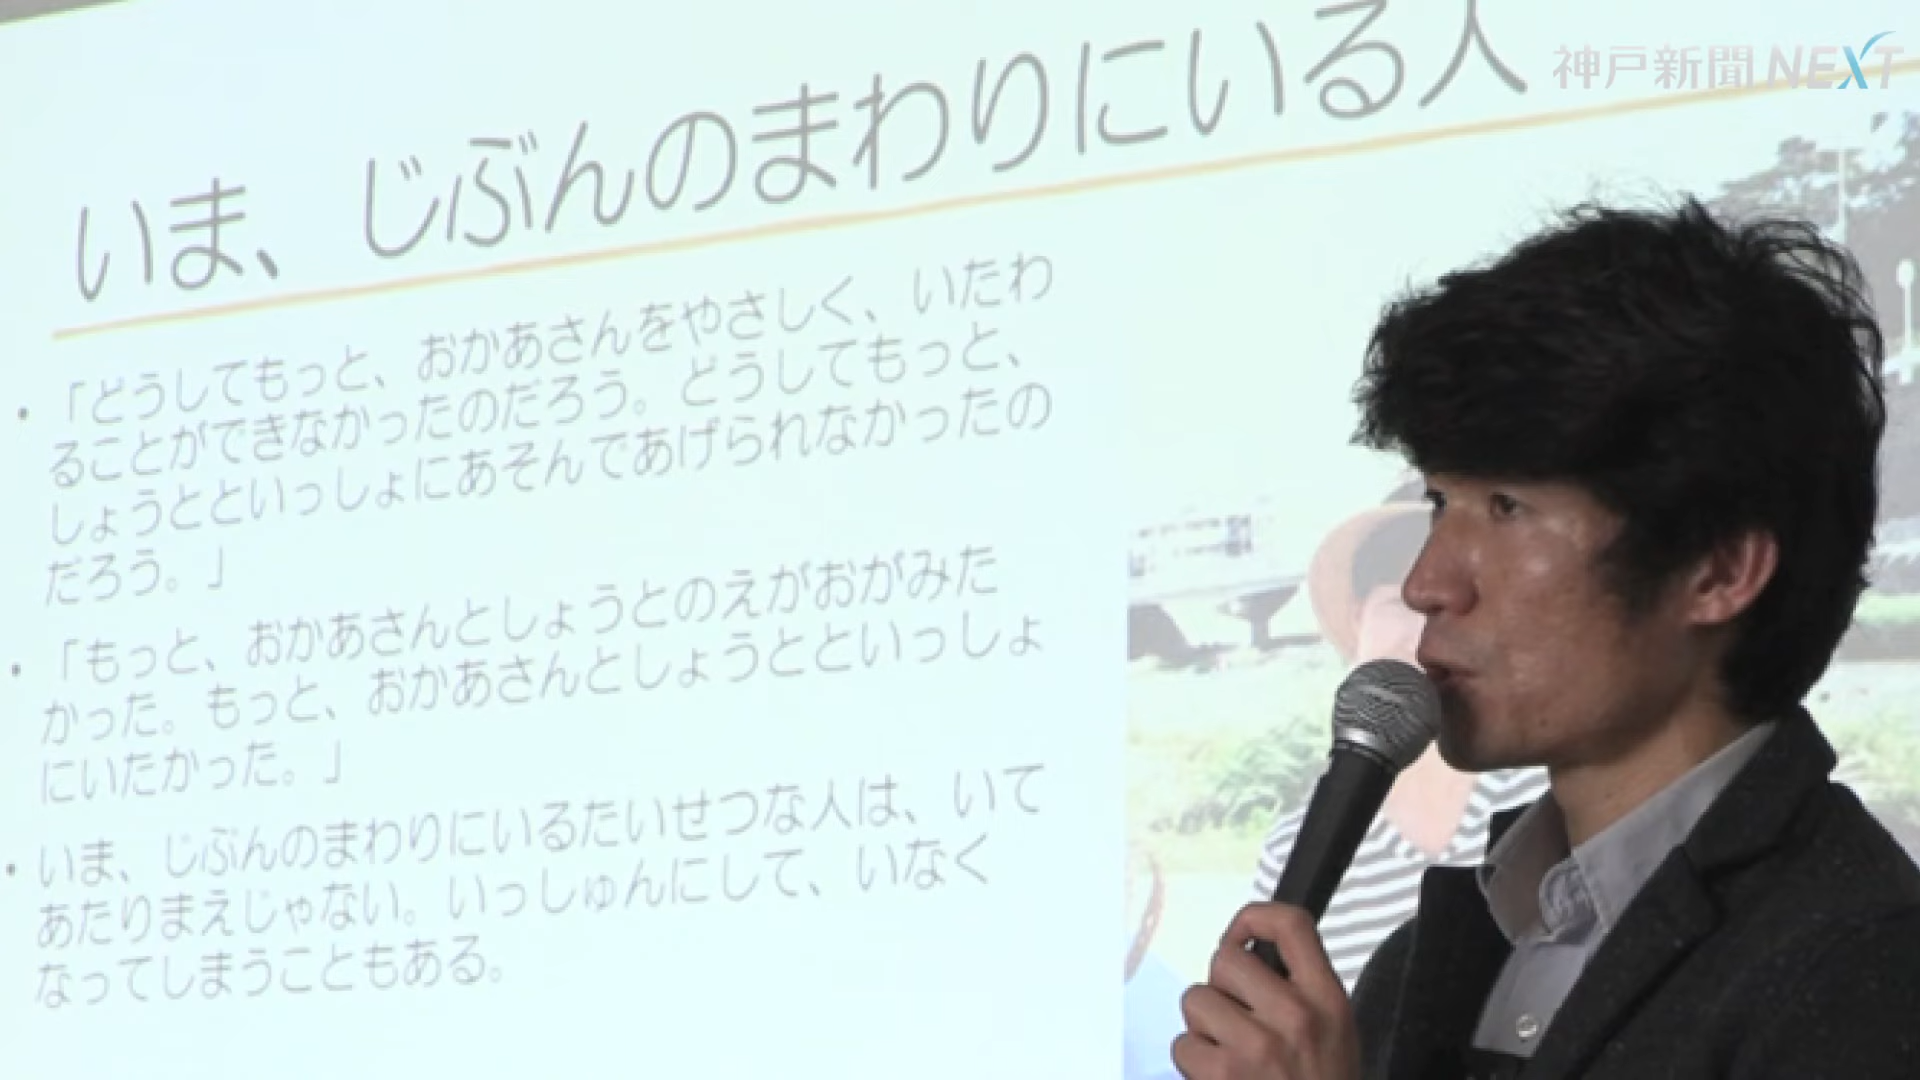 神戸新聞NEXT
いま、じぶんのまわりにいる人
・「どうしてもっと、おかあさんをやさしく、いたわ
ることができなかったのだろう。どうしてもっと、
しょうとといっしょにあそんであげられなかったの
だろう。」
・「もっと、おかあさんとしょうとのえがおがみた
かった。もっと、おかあさんとしょうとといっしょ
にいたかった。」
・いま、じぶんのまわりにいるたいせつな人は、いて
あたりまえじゃない。いっしゅんにして、いなく
なってしまうこともある。